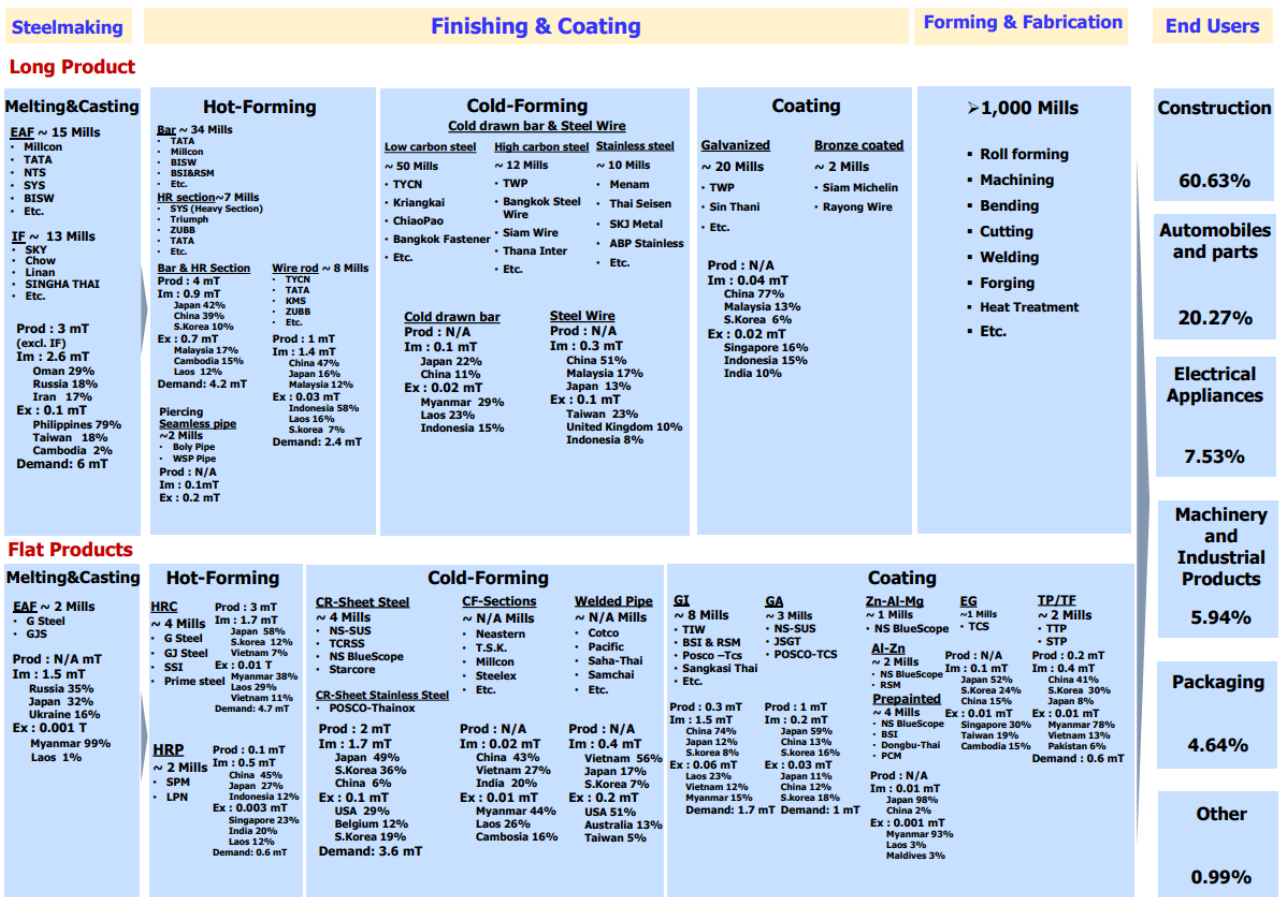 Steelmaking
Finishing & Coating
Forming & Fabrication
End Users
Long Product
Melting&Casting
EAF ~ 15 Mills
• Millcon
• TATA
• NTS
• SYS
• BISW
• Etc.
IF ~ 13 Mills
• SKY
• Chow
• Linan
• SINGHA THAI
• Etc.
Prod : 3 mT
(excl. IF)
Im : 2.6 mT
Oman 29%
Russia 18%
Iran 17%
Ex : 0.1 mT
Philippines 79%
Taiwan 18%
Cambodia 2%
Demand: 6 mT
Hot-Forming
Bar ~ 34 Mills
• TATA
• Millcon
• BISW
• BSI&RSM
• Etc.
HR section~7 Mills
• SYS (Heavy Section)
• Triumph
• ZUBB
• TATA
• Etc.
Bar & HR Section
Prod : 4 mT
Im : 0.9 mT
Japan 42%
China 39%
S.Korea 10%
Ex : 0.7 mT
Malaysia 17%
Cambodia 15%
Laos 12%
Demand: 4.2 mT
Piercing
Seamless pipe
~2 Mills
• Boly Pipe
• WSP Pipe
Prod : N/A
Im : 0.1mT
Ex : 0.2 mT
Wire rod ~ 8 Mills
• TYCN
• TATA
• KMS
• ZUBB
• Etc.
Prod : 1 mT
Im : 1.4 mT
China 47%
Japan 16%
Malaysia 12%
Ex : 0.03 mT
Indonesia 58%
Laos 16%
S.korea 7%
Demand: 2.4 mT
Cold-Forming
Cold drawn bar & Steel Wire
Low carbon steel
~ 50 Mills
• TYCN
• Kriangkai
• ChiaoPao
• Bangkok Fastener
• Etc.
High carbon steel
~ 12 Mills
• TWP
• Bangkok Steel
Wire
• Siam Wire
• Thana Inter
• Etc.
Stainless steel
~ 10 Mills
• Menam
• Thai Seisen
• SKJ Metal
• ABP Stainless
• Etc.
Cold drawn bar
Prod : N/A
Im : 0.1 mT
Japan 22%
China 11%
Ex : 0.02 mT
Myanmar 29%
Laos 23%
Indonesia 15%
Steel Wire
Prod : N/A
Im : 0.3 mT
China 51%
Malaysia 17%
Japan 13%
Ex : 0.1 mT
Taiwan 23%
United Kingdom 10%
Indonesia 8%
Coating
Galvanized
~ 20 Mills
• TWP
• Sin Thani
• Etc.
Bronze coated
~ 2 Mills
• Siam Michelin
• Rayong Wire
Prod : N/A
Im : 0.04 mT
China 77%
Malaysia 13%
S.Korea 6%
Ex : 0.02 mT
Singapore 16%
Indonesia 15%
India 10%
➢1,000 Mills
▪ Roll forming
▪ Machining
▪ Bending
▪ Cutting
▪ Welding
▪ Forging
▪ Heat Treatment
▪ Etc.
Construction
60.63%
Automobiles
and parts
20.27%
Electrical
Appliances
7.53%
Machinery
and
Industrial
Products
5.94%
Packaging
4.64%
Other
0.99%
Flat Products
Melting&Casting
EAF ~ 2 Mills
• G Steel
• GJS
Prod : N/A mT
Im : 1.5 mT
Russia 35%
Japan 32%
Ukraine 16%
Ex : 0.001 T
Myanmar 99%
Laos 1%
Hot-Forming
HRC
~ 4 Mills
• G Steel
• GJ Steel
• SSI
• Prime steel
Prod : 3 mT
Im : 1.7 mT
Japan 58%
S.korea 12%
Vietnam 7%
Ex : 0.01 T
Myanmar 38%
Laos 29%
Vietnam 11%
Demand: 4.7 mT
HRP
~ 2 Mills
• SPM
• LPN
Prod : 0.1 mT
Im : 0.5 mT
China 45%
Japan 27%
Indonesia 12%
Ex : 0.003 mT
Singapore 23%
India 20%
Laos 12%
Demand: 0.6 mT
Cold-Forming
CR-Sheet Steel
~ 4 Mills
• NS-SUS
• TCRSS
• NS BlueScope
• Starcore
CR-Sheet Stainless Steel
• POSCO-Thainox
Prod : 2 mT
Im : 1.7 mT
Japan 49%
S.Korea 36%
China 6%
Ex : 0.1 mT
USA 29%
Belgium 12%
S.Korea 19%
Demand: 3.6 mT
CF-Sections
~ N/A Mills
• Neastern
• T.S.K.
• Millcon
• Steelex
• Etc.
Prod : N/A
Im : 0.02 mT
China 43%
Vietnam 27%
India 20%
Ex : 0.01 mT
Myanmar 44%
Laos 26%
Cambosia 16%
Welded Pipe
~ N/A Mills
• Cotco
• Pacific
• Saha-Thai
• Samchai
• Etc.
Prod : N/A
Im : 0.4 mT
Vietnam 56%
Japan 17%
S.Korea 7%
Ex : 0.2 mT
USA 51%
Australia 13%
Taiwan 5%
Coating
GI
~ 8 Mills
• TIW
• BSI & RSM
• Posco –Tcs
• Sangkasi Thai
• Etc.
Prod : 0.3 mT
Im : 1.5 mT
China 74%
Japan 12%
S.korea 8%
Ex : 0.06 mT
Laos 23%
Vietnam 12%
Myanmar 15%
Demand: 1.7 mT
GA
~ 3 Mills
• NS-SUS
• JSGT
• POSCO-TCS
Prod : 1 mT
Im : 0.2 mT
Japan 59%
China 13%
S.korea 16%
Ex : 0.03 mT
Japan 11%
China 12%
S.korea 18%
Demand: 1 mT
Zn-Al-Mg
~ 1 Mills
• NS BlueScope
Al-Zn
~ 2 Mills
• NS BlueScope
• RSM
Prepainted
~ 4 Mills
• NS BlueScope
• BSI
• Dongbu-Thai
• PCM
Prod : N/A
Im : 0.01 mT
Japan 98%
China 2%
Ex : 0.001 mT
Myanmar 93%
Laos 3%
Maldives 3%
EG
~1 Mills
• TCS
Prod : N/A
Im : 0.1 mT
Japan 52%
S.Korea 24%
China 15%
Ex : 0.01 mT
Singapore 30%
Taiwan 19%
Cambodia 15%
TP/TF
~ 2 Mills
• TTP
• STP
Prod : 0.2 mT
Im : 0.4 mT
China 41%
S.Korea 30%
Japan 8%
Ex : 0.01 mT
Myanmar 78%
Vietnam 13%
Pakistan 6%
Demand : 0.6 mT